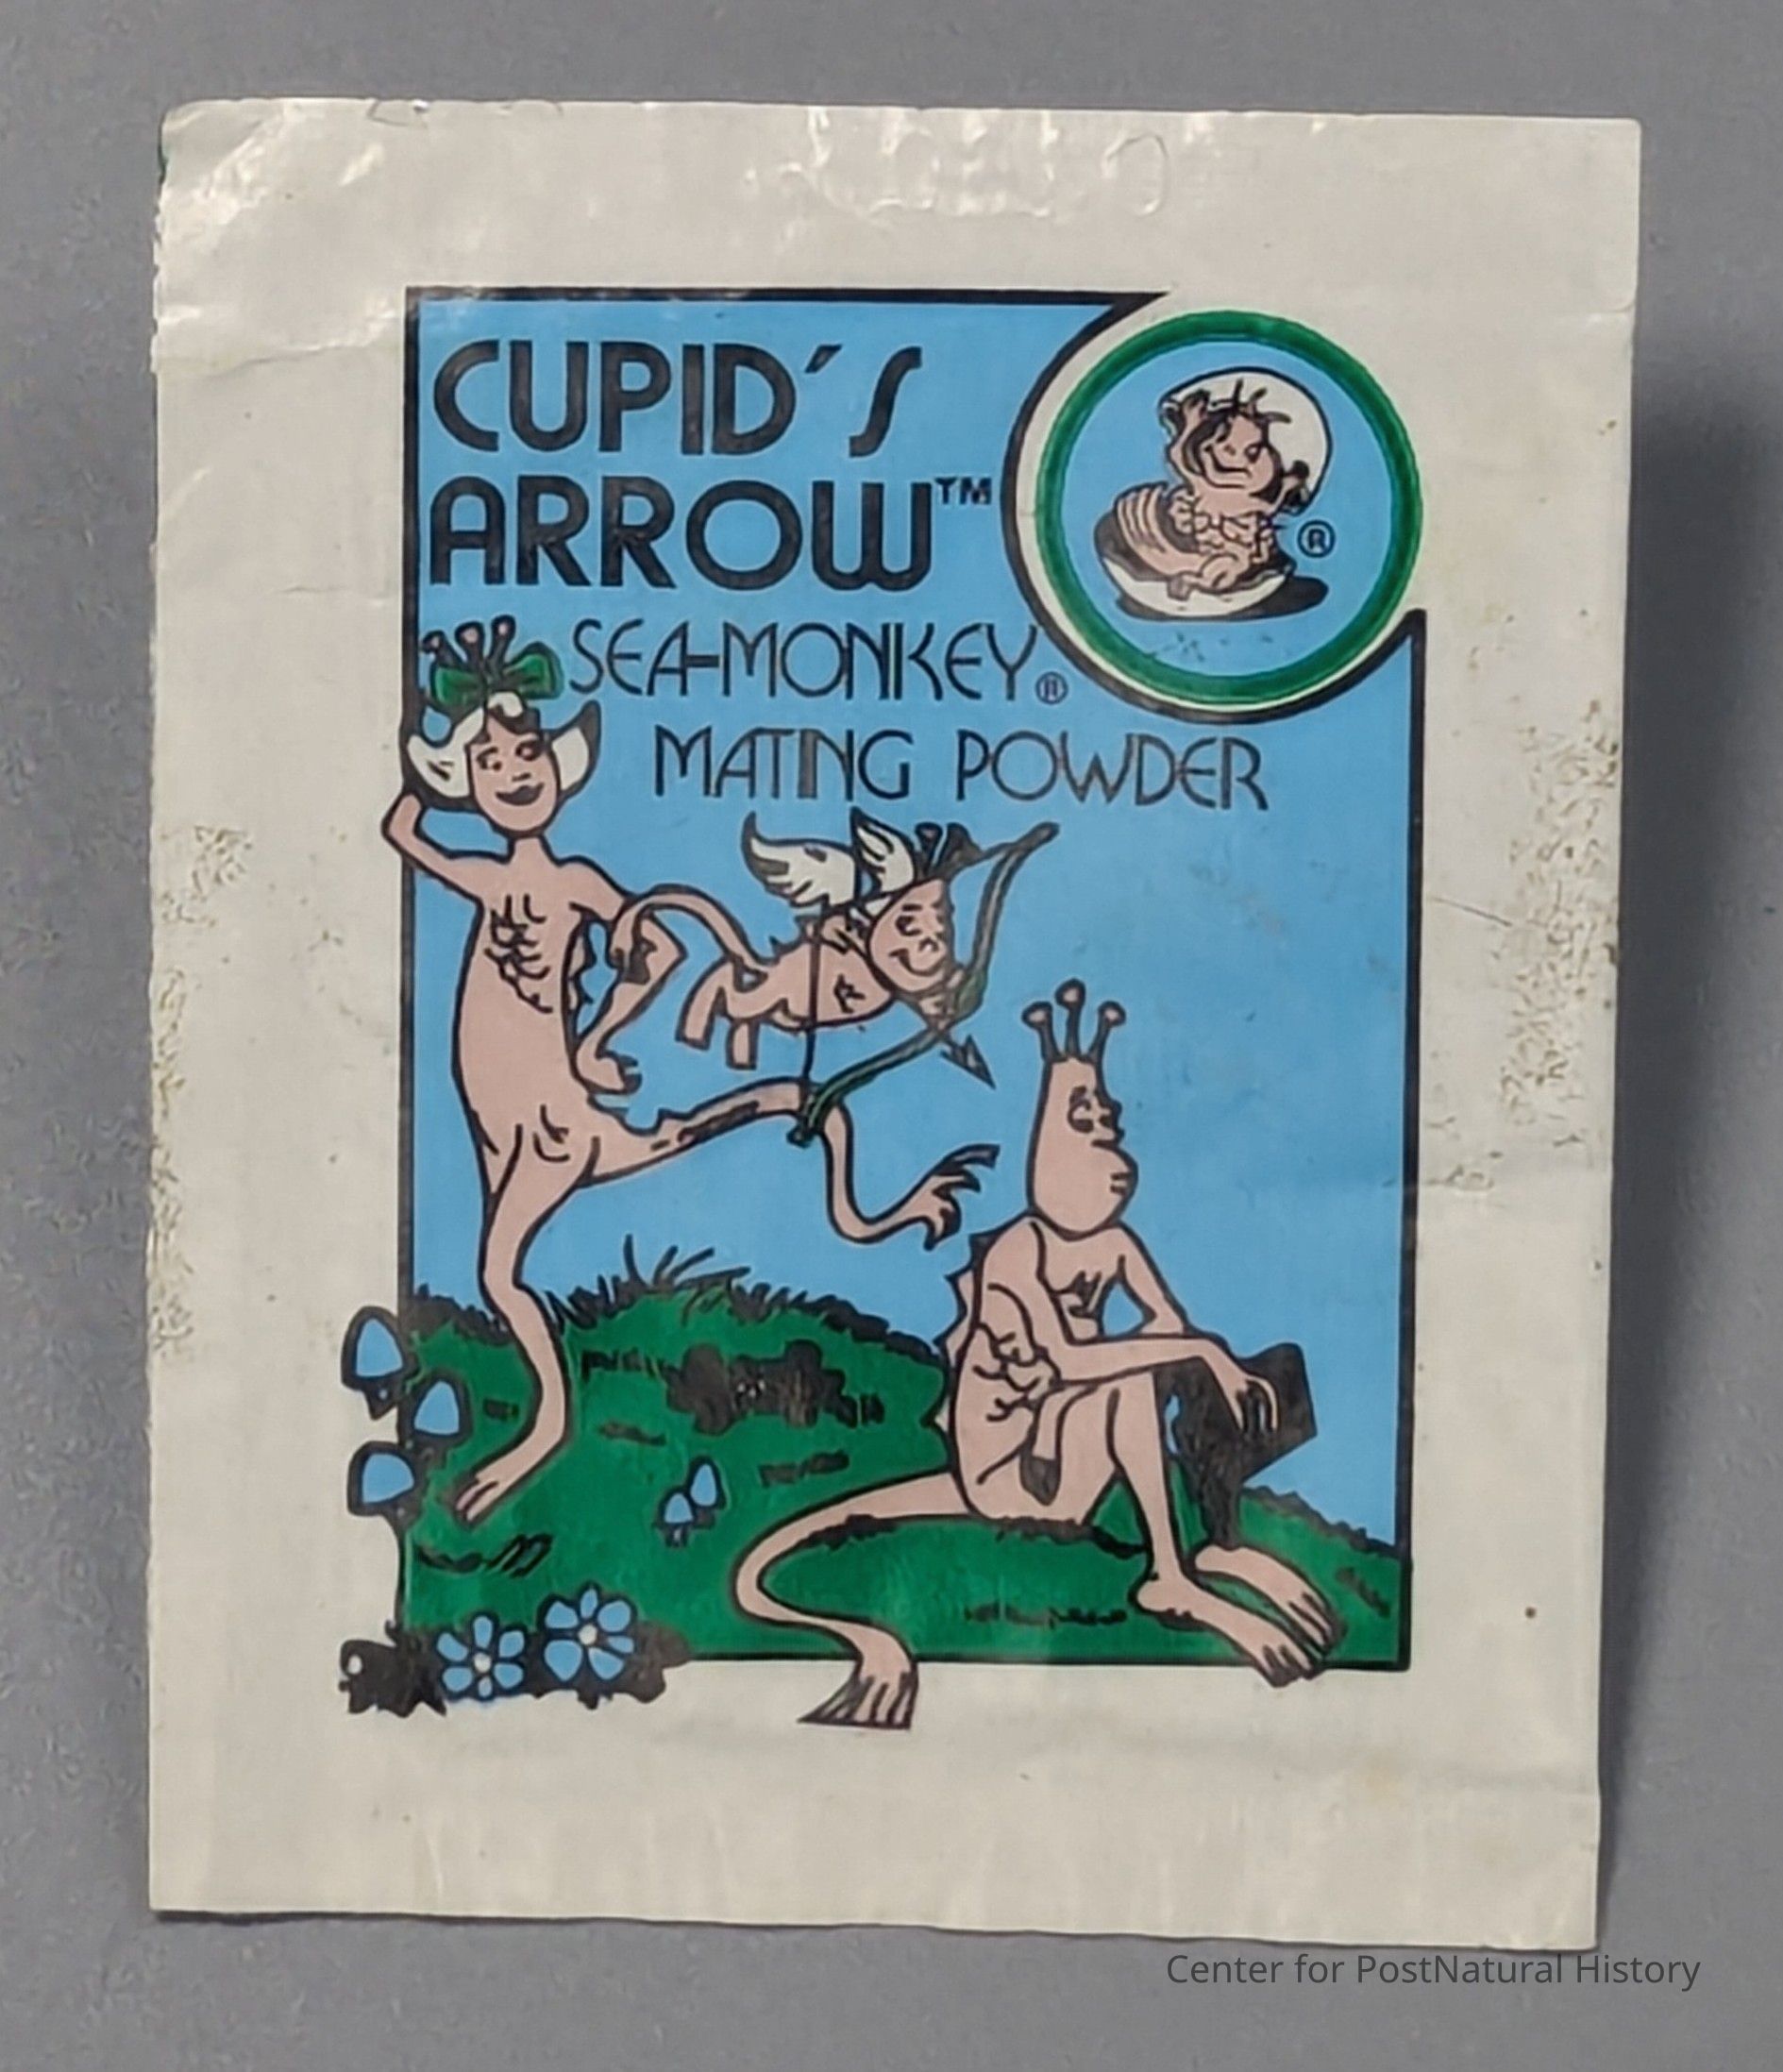 CUPID'S
ARROW™
SEA-MONKEY®
MATING POWDER
®
Center for PostNatural History